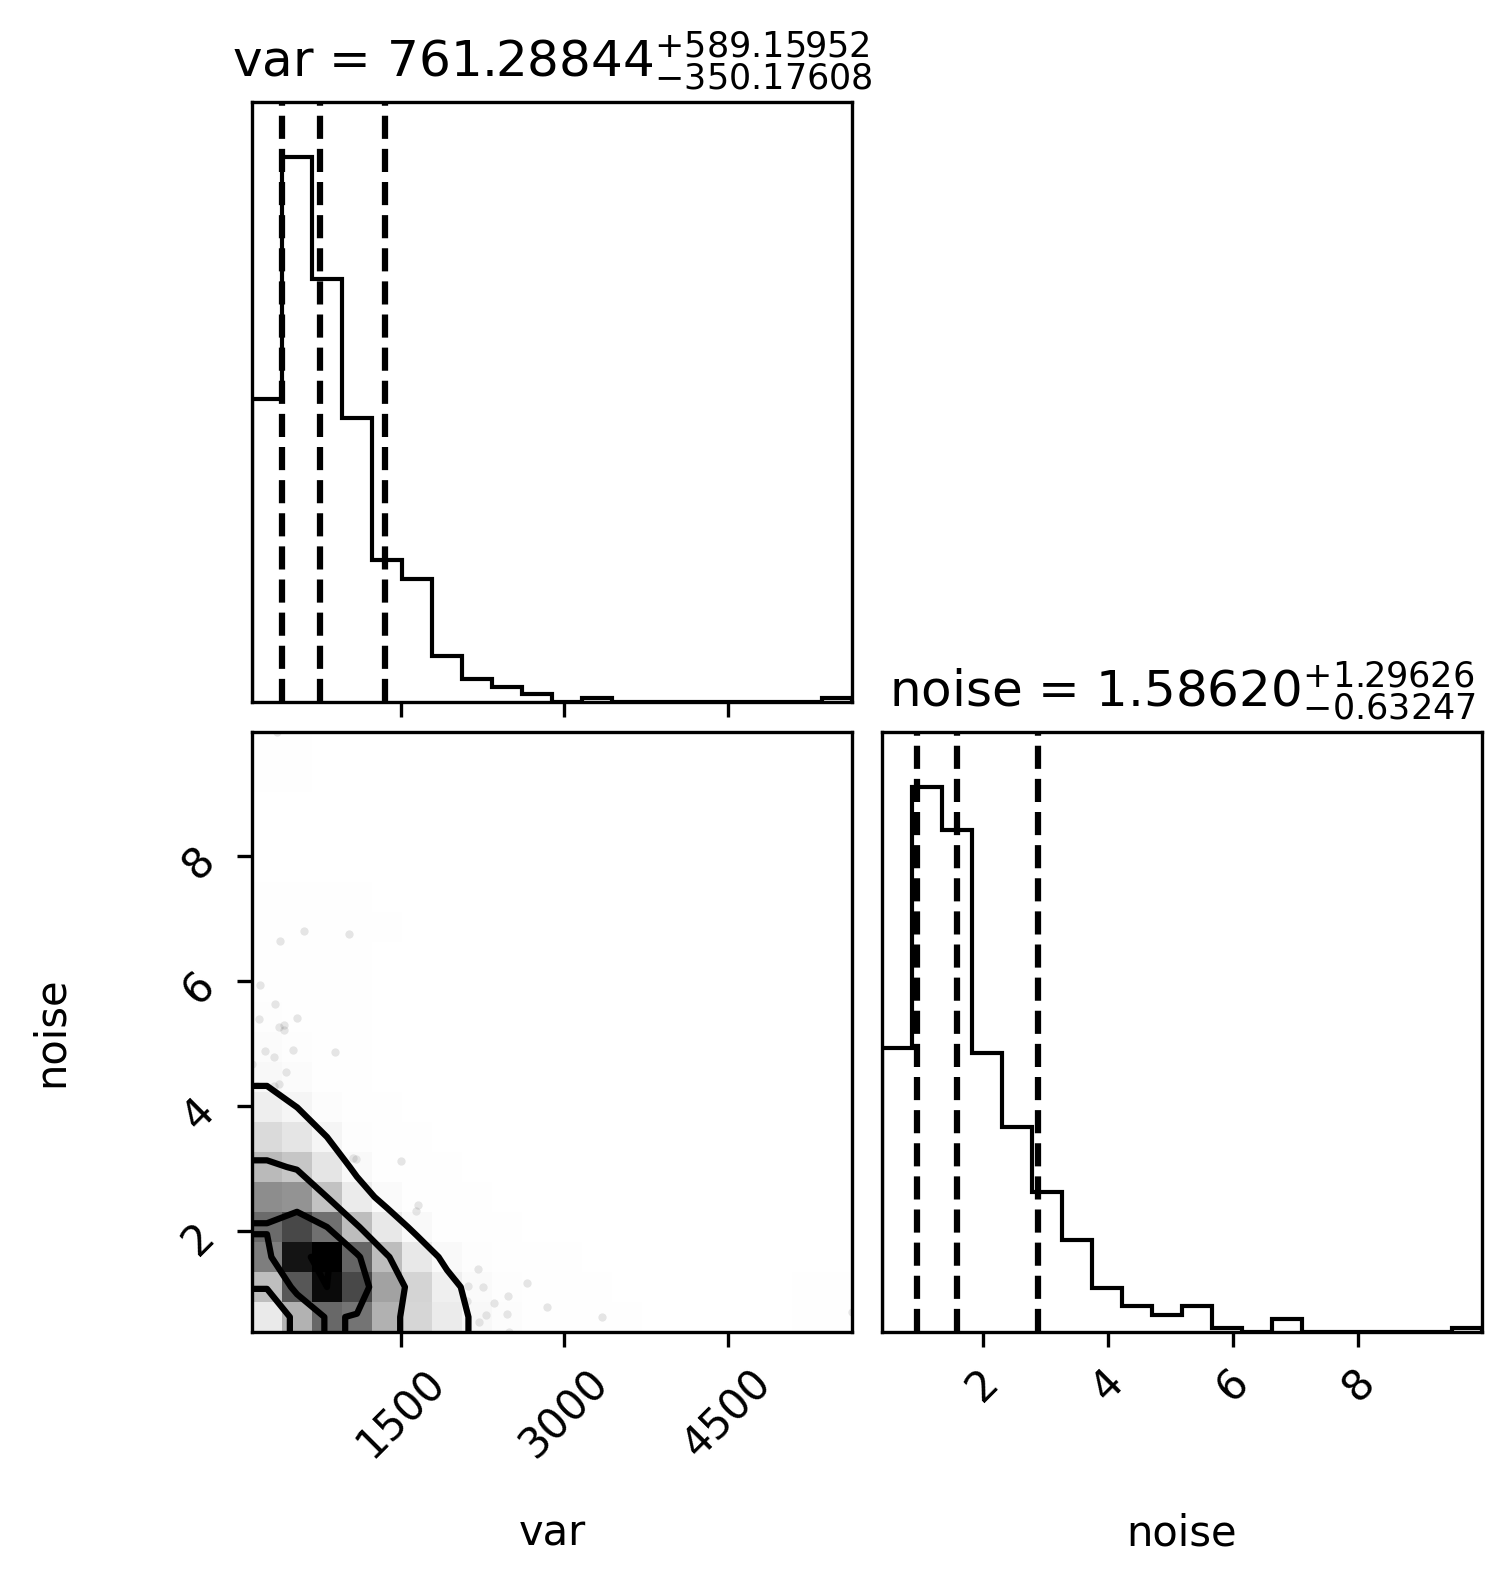 var = 761.28844+589.15952−350.17608
noise = 1.58620+1.29626−0.63247
8
6
4
2
noise
1500 3000 4500
2 4 6 8
var
noise